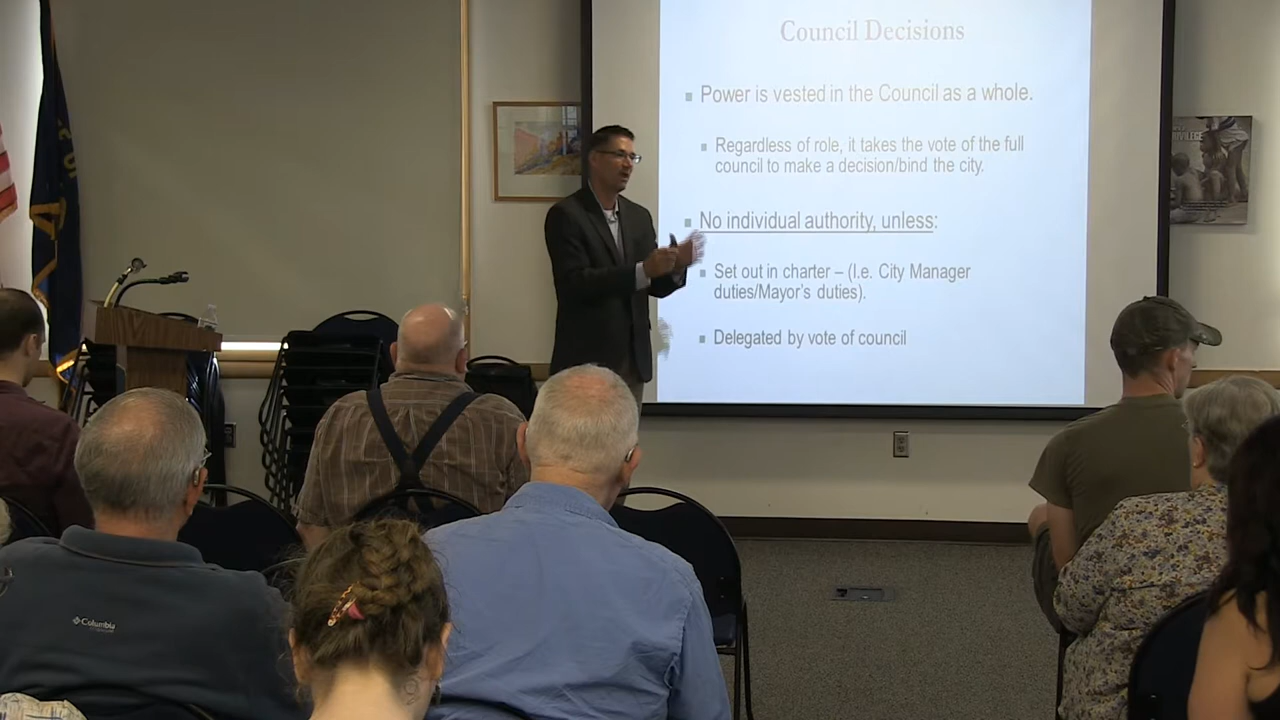 Council Decisions
Power is vested in the Council as a whole.
Regardless of role, it takes the vote of the full
council to make a decision/bind the city.
No individual authority, unless:
Set out in charter – (I.e. City Manager
duties/Mayor's duties).
Delegated by vote of council
Columbia